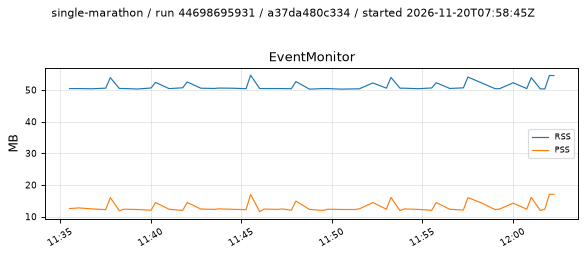 single-marathon / run 44698695931 / a37da480c334 / started 2026-11-20T07:58:45Z
EventMonitor
MB
50
40
30
20
10
RSS
PSS
11:35
11:40
11:45
11:50
11:55
12:00